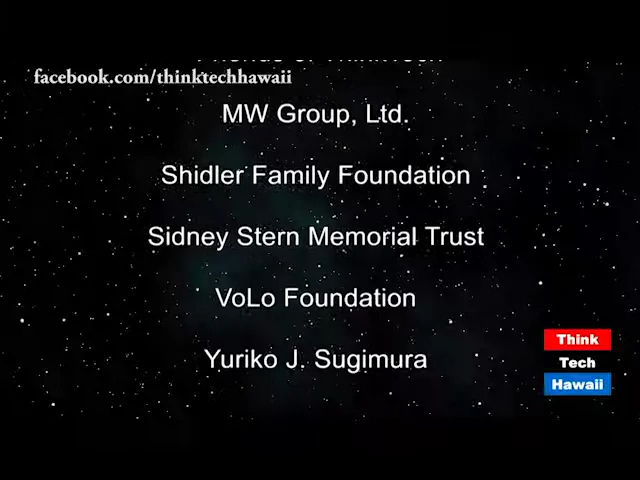 facebook.com/thinktechhawaii
MW Group, Ltd.
Shidler Family Foundation
Sidney Stern Memorial Trust
VoLo Foundation
Yuriko J. Sugimura
Think
Tech
Hawaii